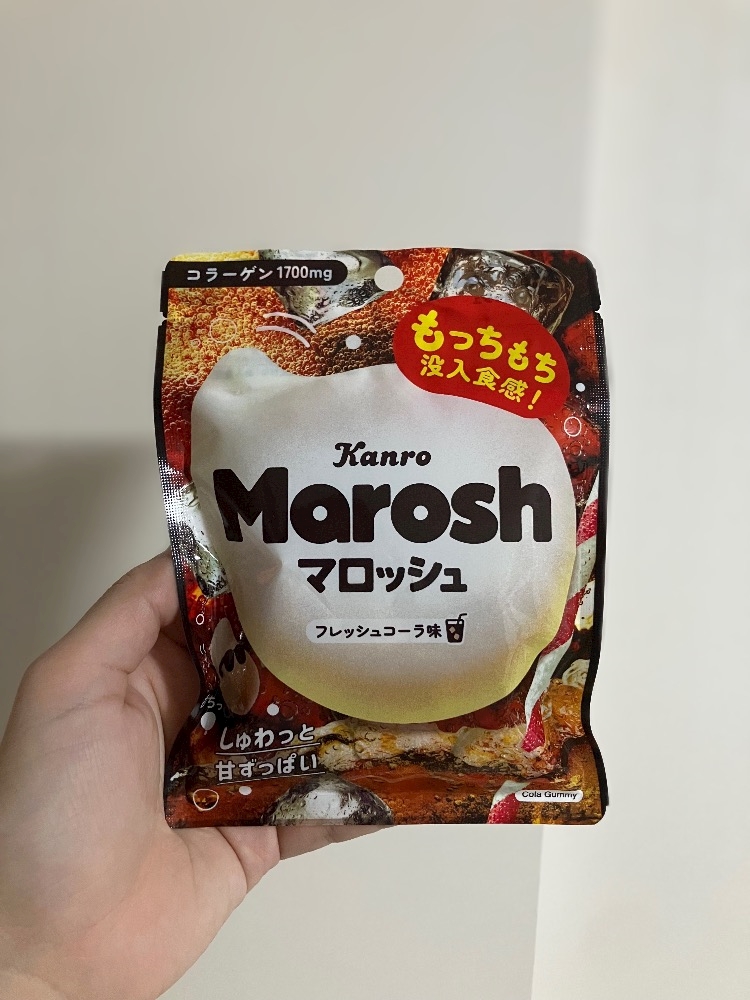 コラーゲン1700mg
もっちもち
没入食感!
Kanro
Marosh
マロッシュ
フレッシュコーラ味
しゅわっと
甘ずっぱい
Cola Gummy